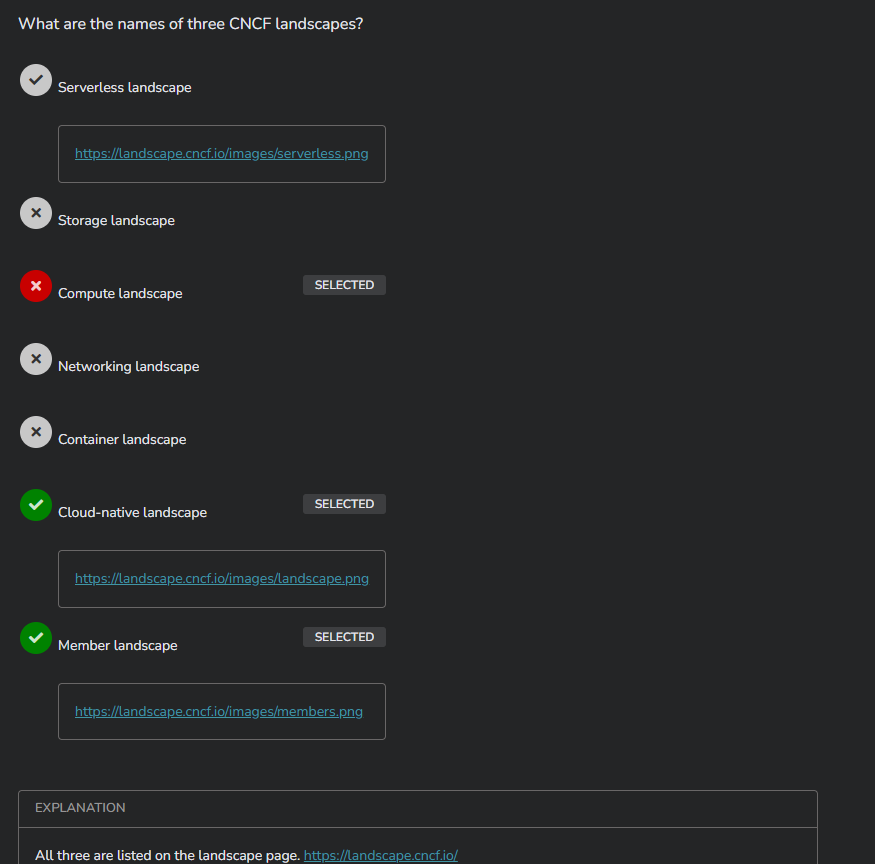 What are the names of three CNCF landscapes?
Serverless landscape
https://landscape.cncf.io/images/serverless.png
Storage landscape
Compute landscape SELECTED
Networking landscape
Container landscape
Cloud-native landscape SELECTED
https://landscape.cncf.io/images/landscape.png
Member landscape SELECTED
https://landscape.cncf.io/images/members.png
EXPLANATION
All three are listed on the landscape page. https://landscape.cncf.io/